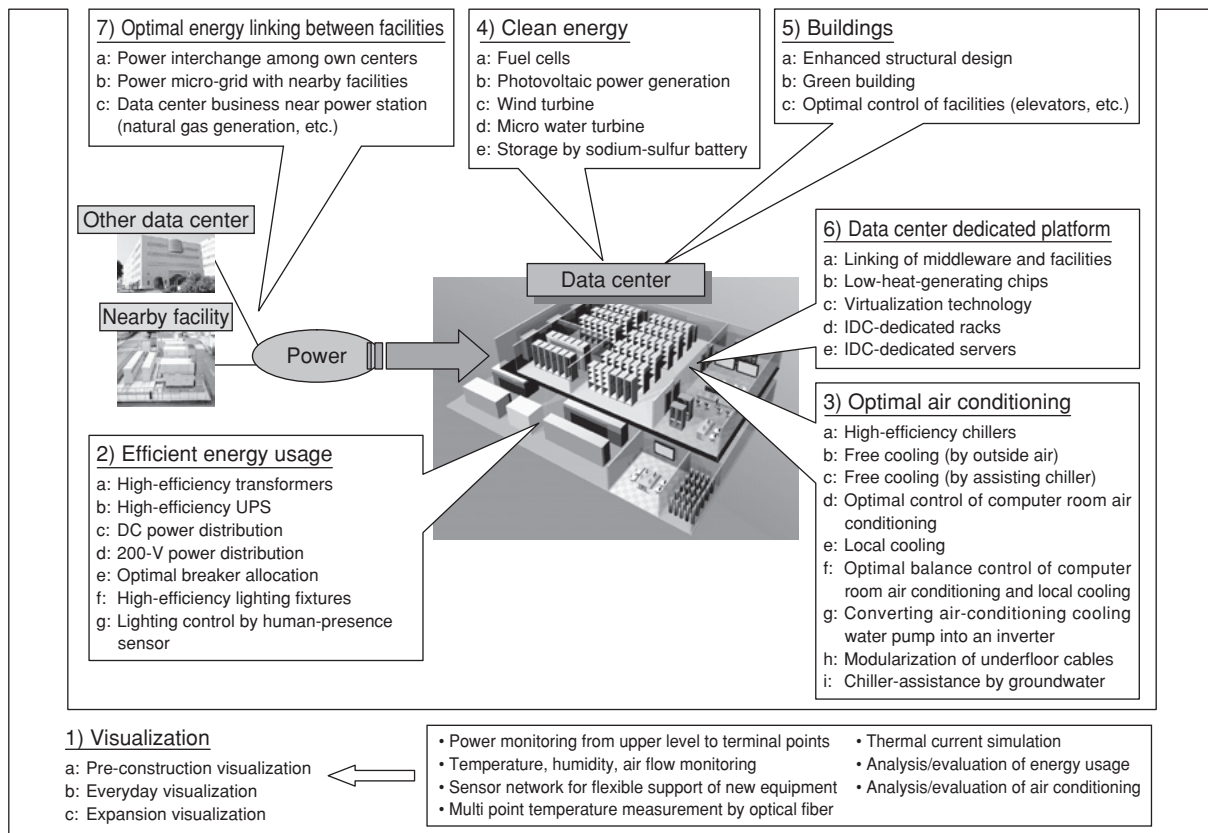 7) Optimal energy linking between facilities
a: Power interchange among own centers
b: Power micro-grid with nearby facilities
c: Data center business near power station
(natural gas generation, etc.)
4) Clean energy
a: Fuel cells
b: Photovoltaic power generation
c: Wind turbine
d: Micro water turbine
e: Storage by sodium-sulfur battery
5) Buildings
a: Enhanced structural design
b: Green building
c: Optimal control of facilities (elevators, etc.)
Other data center
Nearby facility
Power
Data center
6) Data center dedicated platform
a: Linking of middleware and facilities
b: Low-heat-generating chips
c: Virtualization technology
d: IDC-dedicated racks
e: IDC-dedicated servers
2) Efficient energy usage
a: High-efficiency transformers
b: High-efficiency UPS
c: DC power distribution
d: 200-V power distribution
e: Optimal breaker allocation
f: High-efficiency lighting fixtures
g: Lighting control by human-presence
sensor
3) Optimal air conditioning
a: High-efficiency chillers
b: Free cooling (by outside air)
c: Free cooling (by assisting chiller)
d: Optimal control of computer room air
conditioning
e: Local cooling
f: Optimal balance control of computer
room air conditioning and local cooling
g: Converting air-conditioning cooling
water pump into an inverter
h: Modularization of underfloor cables
i: Chiller-assistance by groundwater
1) Visualization
a: Pre-construction visualization
b: Everyday visualization
c: Expansion visualization
• Power monitoring from upper level to terminal points
• Temperature, humidity, air flow monitoring
• Sensor network for flexible support of new equipment
• Multi point temperature measurement by optical fiber
• Thermal current simulation
• Analysis/evaluation of energy usage
• Analysis/evaluation of air conditioning